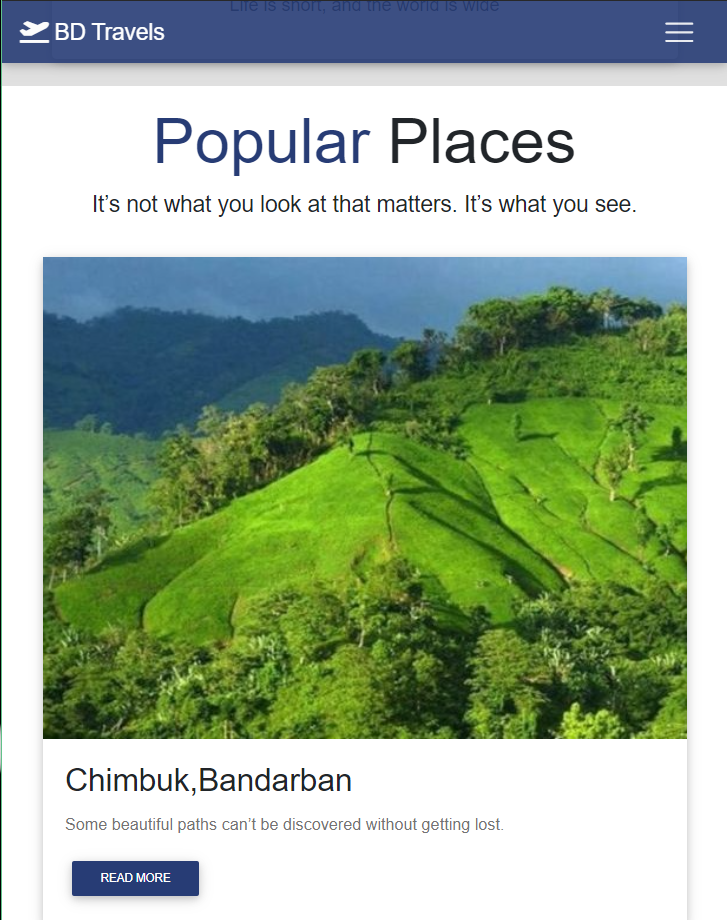 Life is short, and the world is wide
BD Travels
Popular Places
It’s not what you look at that matters. It’s what you see.
Chimbuk,Bandarban
Some beautiful paths can’t be discovered without getting lost.
READ MORE